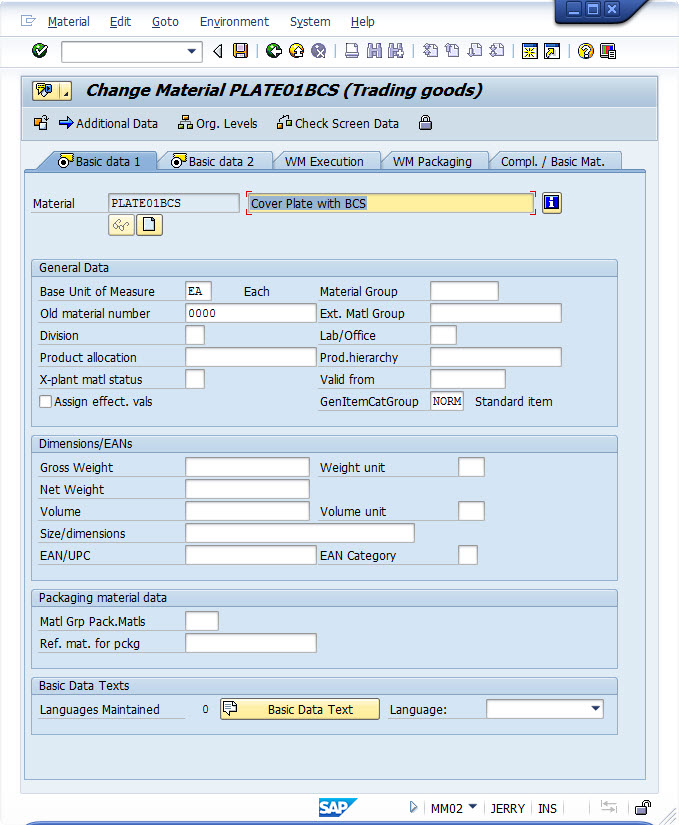 Material Edit Goto Environment System Help
Change Material PLATE01BCS (Trading goods)
Additional Data Org. Levels Check Screen Data
Basic data 1 Basic data 2 WM Execution WM Packaging Compl. / Basic Mat.
Material PLATE01BCS Cover Plate with BCS
General Data
Base Unit of Measure EA Each Material Group
Old material number 0000 Ext. Matl Group
Division Lab/Office
Product allocation Prod.hierarchy
X-plant matl status Valid from
Assign effect. vals GenItemCatGroup NORM Standard item
Dimensions/EANs
Gross Weight Weight unit
Net Weight
Volume Volume unit
Size/dimensions
EAN/UPC EAN Category
Packaging material data
Matl Grp Pack.Matls
Ref. mat. for pckg
Basic Data Texts
Languages Maintained 0 Basic Data Text Language:
SAP MM02 JERRY INS